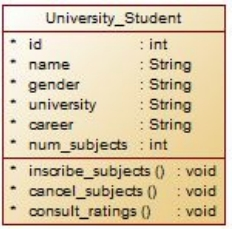 University_Student
* id : int
* name : String
* gender : String
* university : String
* career : String
* num_subjects : int
* inscribe_subjects () : void
* cancel_subjects () : void
* consult_ratings () : void